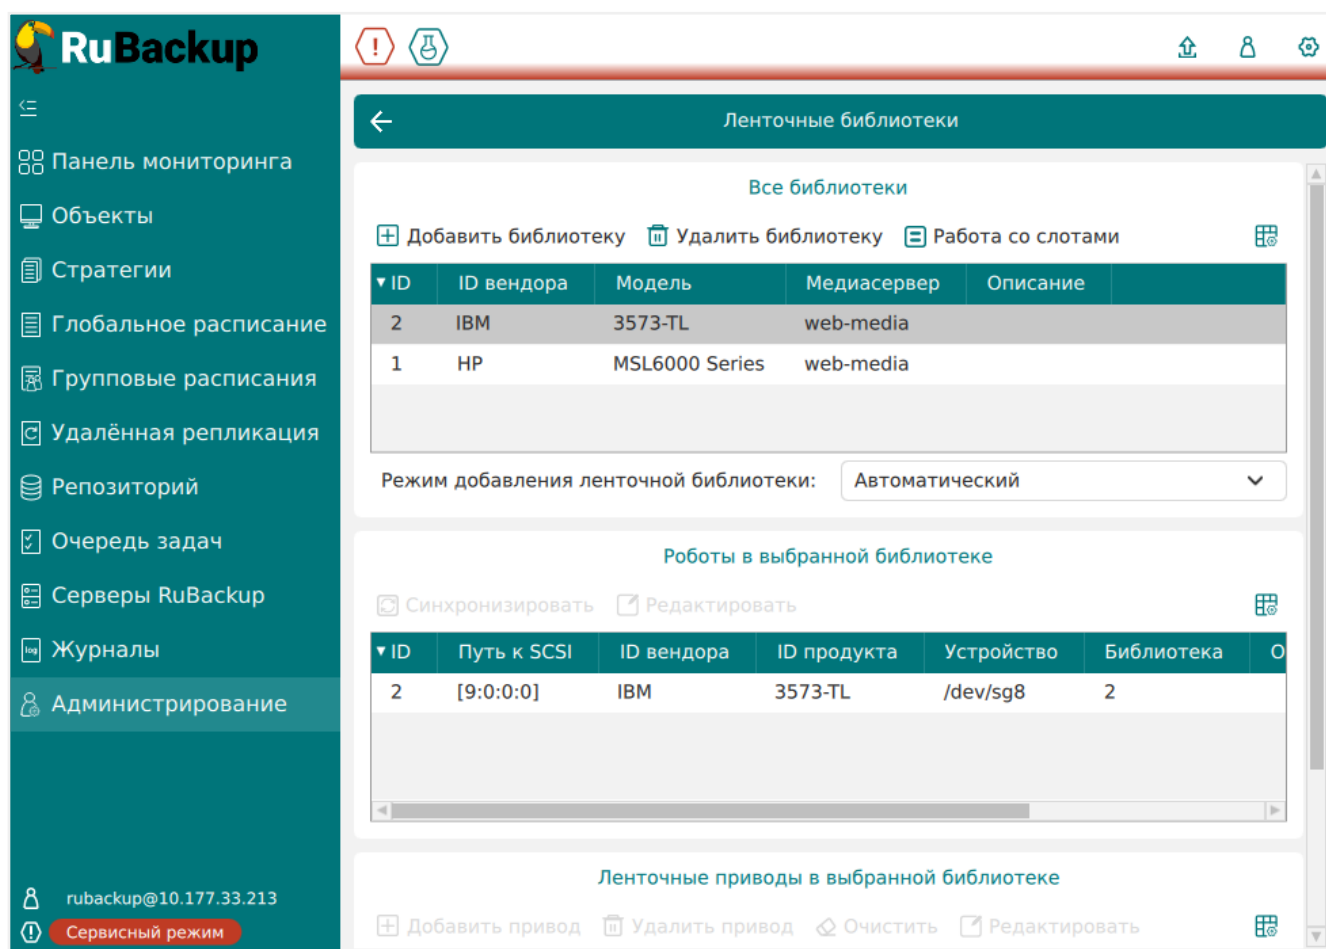 RuBackup
Панель мониторинга
Объекты
Стратегии
Глобальное расписание
Групповые расписания
Удалённая репликация
Репозиторий
Очередь задач
Серверы RuBackup
log Журналы
Администрирование
rubackup@10.177.33.213
Сервисный режим
Ленточные библиотеки
Все библиотеки
Добавить библиотеку Удалить библиотеку Работа со слотами
ID ID вендора Модель Медиасервер Описание
2 IBM 3573-TL web-media
1 HP MSL6000 Series web-media
Режим добавления ленточной библиотеки: Автоматический
Роботы в выбранной библиотеке
Синхронизировать Редактировать
ID Путь к SCSI ID вендора ID продукта Устройство Библиотека О
2 [9:0:0:0] IBM 3573-TL /dev/sg8 2
Ленточные приводы в выбранной библиотеке
Добавить привод Удалить привод Очистить Редактировать